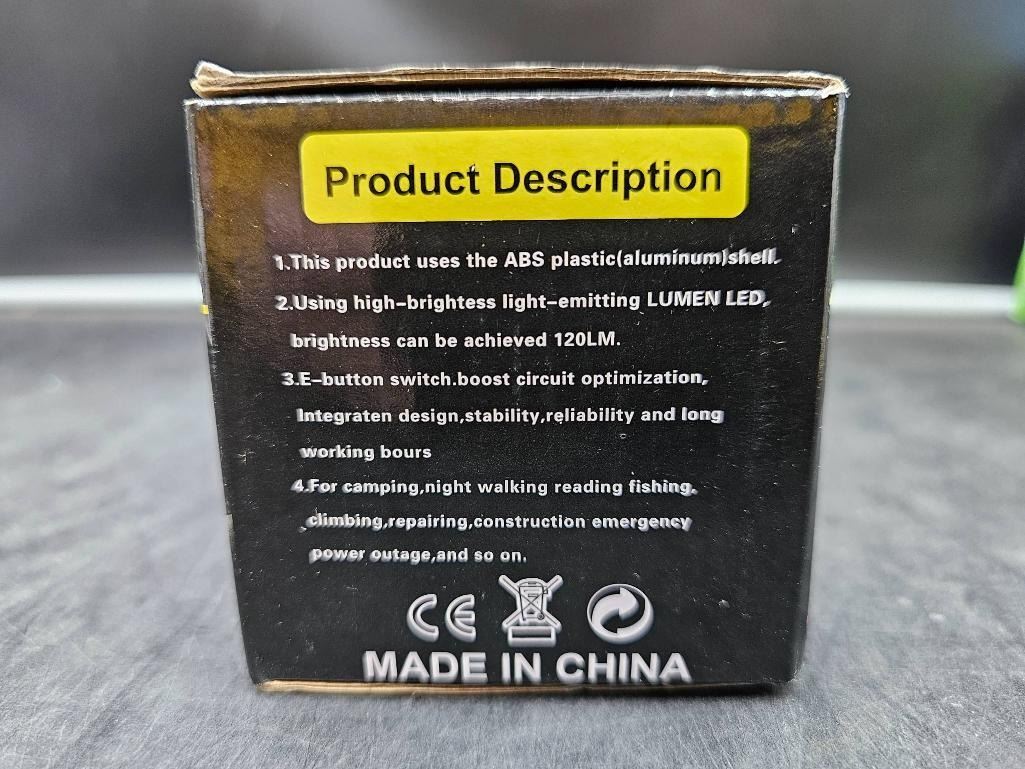 Product Description
1.This product uses the ABS plastic(aluminum)shell.
2.Using high-brightess light-emitting LUMEN LED,
brightness can be achieved 120LM.
3.E-button switch.boost circuit optimization,
Integraten design,stability,reliability and long
working bours
4.For camping,night walking reading fishing.
climbing,repairing,construction emergency
power outage,and so on.
CE
MADE IN CHINA